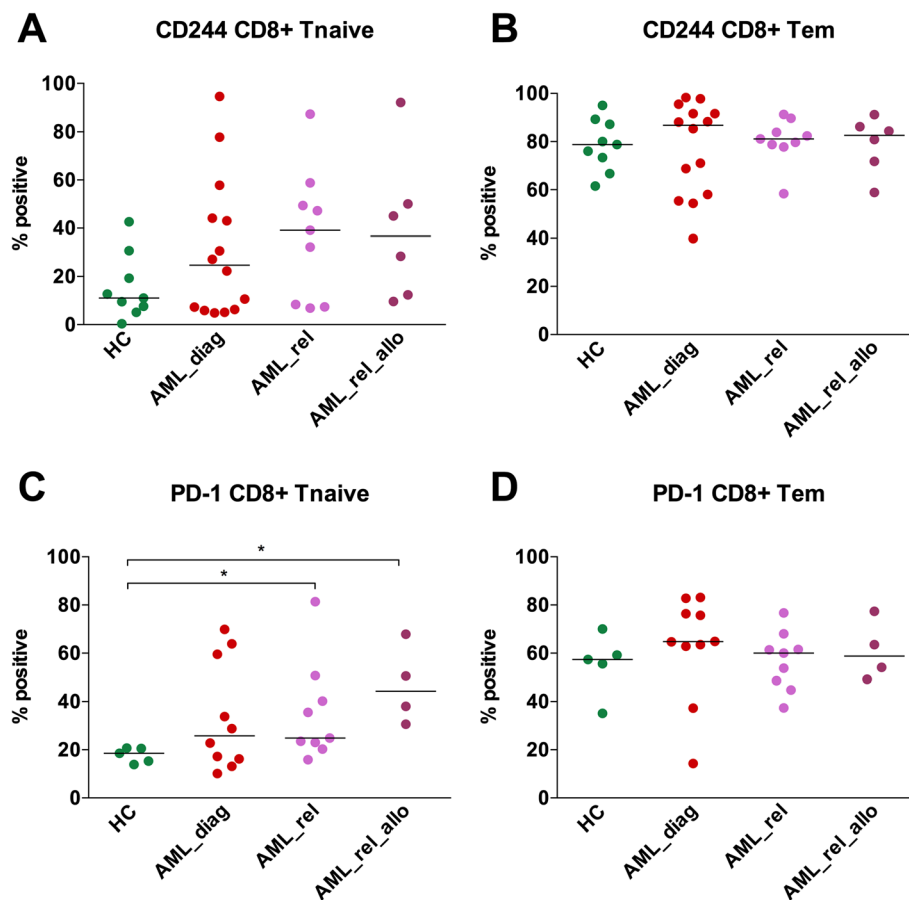 A
CD244 CD8+ Tnaive
% positive
100
80
60
40
20
0
HC
AML_diag
AML_rel
AML_rel_allo
B
CD244 CD8+ Tem
% positive
100
80
60
40
20
0
HC
AML_diag
AML_rel
AML_rel_allo
C
PD-1 CD8+ Tnaive
% positive
100
80
60
40
20
0
*
*
HC
AML_diag
AML_rel
AML_rel_allo
D
PD-1 CD8+ Tem
% positive
100
80
60
40
20
0
HC
AML_diag
AML_rel
AML_rel_allo